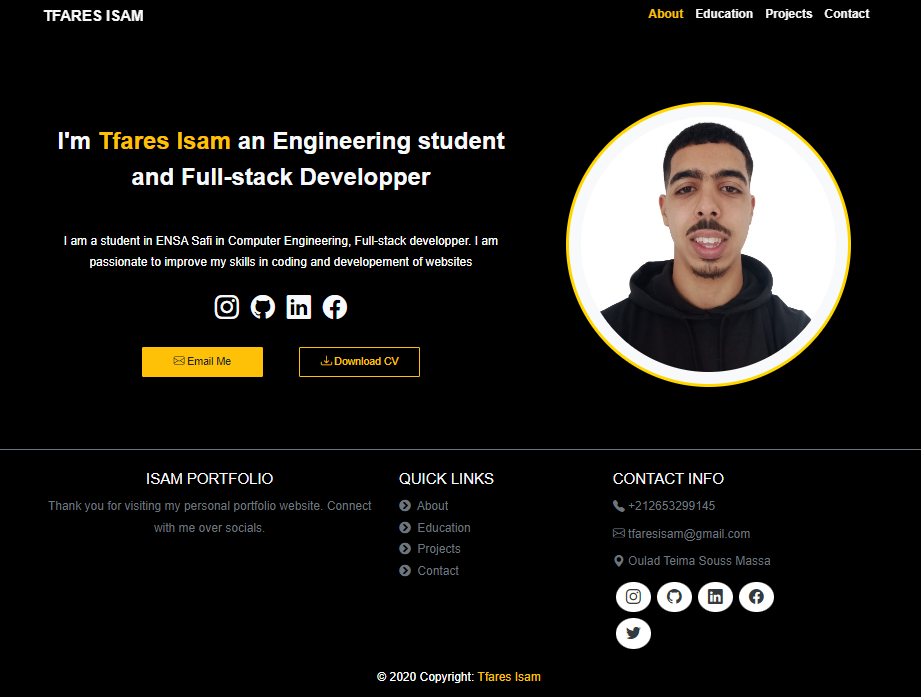 TFARES ISAM
About Education Projects Contact
I'm Tfares Isam an Engineering student
and Full-stack Developper
I am a student in ENSA Safi in Computer Engineering, Full-stack developper. I am
passionate to improve my skills in coding and developement of websites
Email Me
Download CV
ISAM PORTFOLIO
Thank you for visiting my personal portfolio website. Connect
with me over socials.
QUICK LINKS
About
Education
Projects
Contact
CONTACT INFO
+212653299145
tfaresisam@gmail.com
Oulad Teima Souss Massa
© 2020 Copyright: Tfares Isam